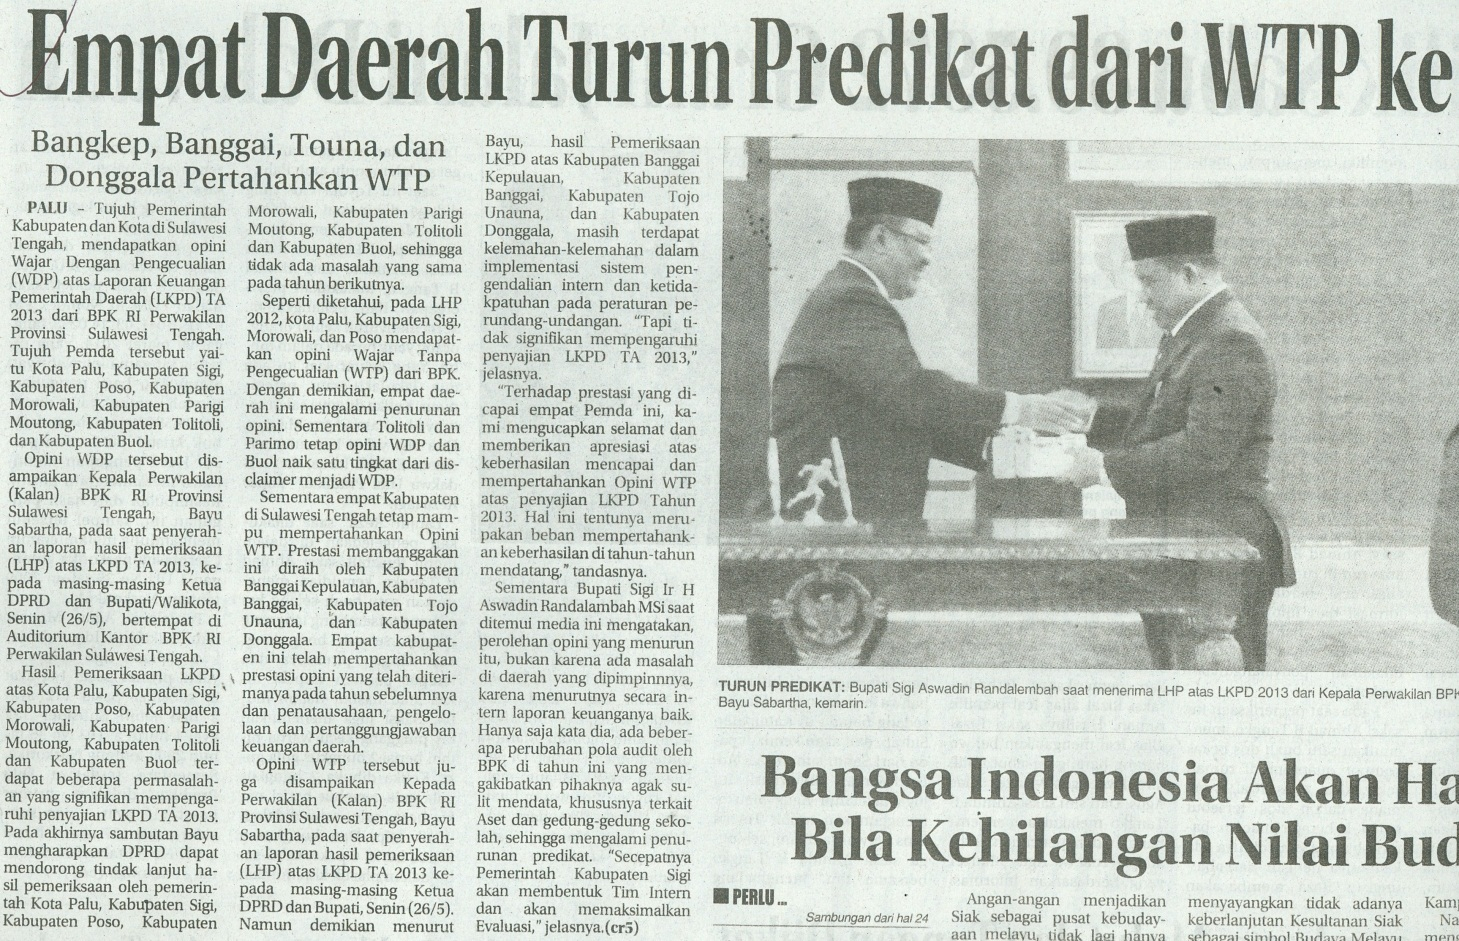 Empat Daerah Turun Predikat dari WTP ke
Bangkep, Banggai, Touna, dan
Donggala Pertahankan WTP
PALU – Tujuh Pemerintah
Kabupaten dan Kota di Sulawesi
Tengah, mendapatkan opini
Wajar Dengan Pengecualian
(WDP) atas Laporan Keuangan
Pemerintah Daerah (LKPD) TA
2013 dari BPK RI Perwakilan
Provinsi Sulawesi Tengah.
Tujuh Pemda tersebut yai-
tu Kota Palu, Kabupaten Sigi,
Kabupaten Poso, Kabupaten
Morowali, Kabupaten Parigi
Moutong, Kabupaten Tolitoli,
dan Kabupaten Buol.
Opini WDP tersebut dis-
ampaikan Kepala Perwakilan
(Kalan) BPK RI Provinsi
Sulawesi Tengah, Bayu
Sabartha, pada saat penyerah-
an laporan hasil pemeriksaan
(LHP) atas LKPD TA 2013, ke-
pada masing-masing Ketua
DPRD dan Bupati/Walikota,
Senin (26/5), bertempat di
Auditorium Kantor BPK RI
Perwakilan Sulawesi Tengah.
Hasil Pemeriksaan LKPD
atas Kota Palu, Kabupaten Sigi,
Kabupaten Poso, Kabupaten
Morowali, Kabupaten Parigi
Moutong, Kabupaten Tolitoli
dan Kabupaten Buol ter-
dapat beberapa permasalah-
an yang signifikan mempenga-
ruhi penyajian LKPD TA 2013.
Pada akhirnya sambutan Bayu
mengharapkan DPRD dapat
mendorong tindak lanjut ha-
sil pemeriksaan oleh pemerin-
tah Kota Palu, Kabupaten Sigi,
Kabupaten Poso, Kabupaten
Morowali, Kabupaten Parigi
Moutong, Kabupaten Tolitoli
dan Kabupaten Buol, sehingga
tidak ada masalah yang sama
pada tahun berikutnya.
Seperti diketahui, pada LHP
2012, kota Palu, Kabupaten Sigi,
Morowali, dan Poso mendapat-
kan opini Wajar Tanpa
Pengecualian (WTP) dari BPK.
Dengan demikian, empat dae-
rah ini mengalami penurunan
opini. Sementara Tolitoli dan
Parimo tetap opini WDP dan
Buol naik satu tingkat dari dis-
claimer menjadi WDP.
Sementara empat Kabupaten
di Sulawesi Tengah tetap mam-
pu mempertahankan Opini
WTP. Prestasi membanggakan
ini diraih oleh Kabupaten
Banggai Kepulauan, Kabupaten
Banggai, Kabupaten Tojo
Unauna, dan Kabupaten
Donggala. Empat kabupat-
en ini telah mempertahankan
prestasi opini yang telah diteri-
manya pada tahun sebelumnya
dan penatausahaan, pengelo-
laan dan pertanggungjawaban
keuangan daerah.
Opini WTP tersebut ju-
ga disampaikan Kepada
Perwakilan (Kalan) BPK RI
Provinsi Sulawesi Tengah, Bayu
Sabartha, pada saat penyerah-
an laporan hasil pemeriksaan
(LHP) atas LKPD TA 2013 ke-
pada masing-masing Ketua
DPRD dan Bupati, Senin (26/5).
Namun demikian menurut
Bayu, hasil Pemeriksaan
LKPD atas Kabupaten Banggai
Kepulauan, Kabupaten
Banggai, Kabupaten Tojo
Unauna, dan Kabupaten
Donggala, masih terdapat
kelemahan-kelemahan dalam
implementasi sistem pen-
gendalian intern dan ketida-
kpatuhan pada peraturan pe-
rundang-undangan. “Tapi ti-
dak signifikan mempengaruhi
penyajian LKPD TA 2013,”
jelasnya.
“Terhadap prestasi yang di-
capai empat Pemda ini, ka-
mi mengucapkan selamat dan
memberikan apresiasi atas
keberhasilan mencapai dan
mempertahankan Opini WTP
atas penyajian LKPD Tahun
2013. Hal ini tentunya meru-
pakan beban mempertahank-
an keberhasilan di tahun-tahun
mendatang,” tandasnya.
Sementara Bupati Sigi Ir H
Aswadin Randalambah MSi saat
ditemui media ini mengatakan,
perolehan opini yang menurun
itu, bukan karena ada masalah
di daerah yang dipimpinnnya,
karena menurutnya secara in-
tern laporan keuanganya baik.
Hanya saja kata dia, ada beber-
apa perubahan pola audit oleh
BPK di tahun ini yang men-
gakibatkan pihaknya agak su-
lit mendata, khususnya terkait
Aset dan gedung-gedung seko-
lah, sehingga mengalami penu-
runan predikat. “Secepatnya
Pemerintah Kabupaten Sigi
akan membentuk Tim Intern
dan akan memaksimalkan
Evaluasi,” jelasnya.(cr5)
TURUN PREDIKAT: Bupati Sigi Aswadin Randalembah saat menerima LHP atas LKPD 2013 dari Kepala Perwakilan BPK
Bayu Sabartha, kemarin.
Bangsa Indonesia Akan Ha
Bila Kehilangan Nilai Bud
PERLU ...
Sambungan dari hal 24
Angan-angan menjadikan
Siak sebagai pusat kebuday-
aan melayu, tidak lagi hanya
menyayangkan tidak adanya
keberlanjutan Kesultanan Siak
sebagai simbol Budaya Melayu